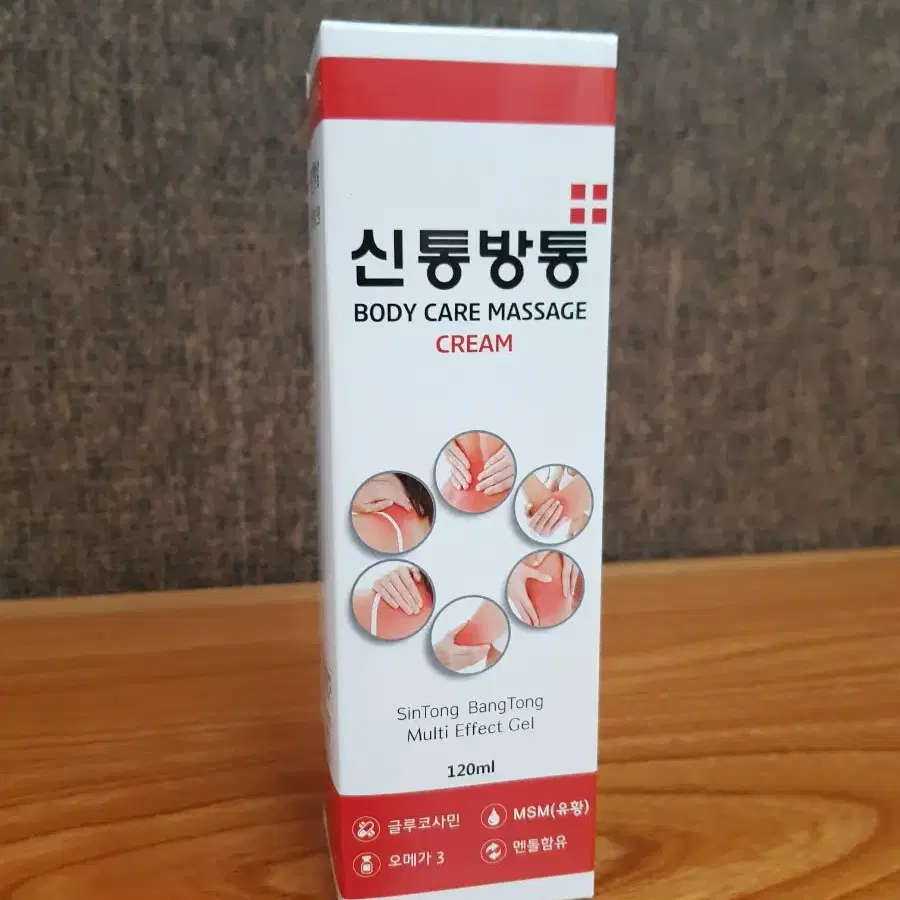 신통방통
BODY CARE MASSAGE
CREAM
SinTong BangTong
Multi Effect Gel
120ml
글루코사민
MSM(유황)
오메가 3
멘톨함유